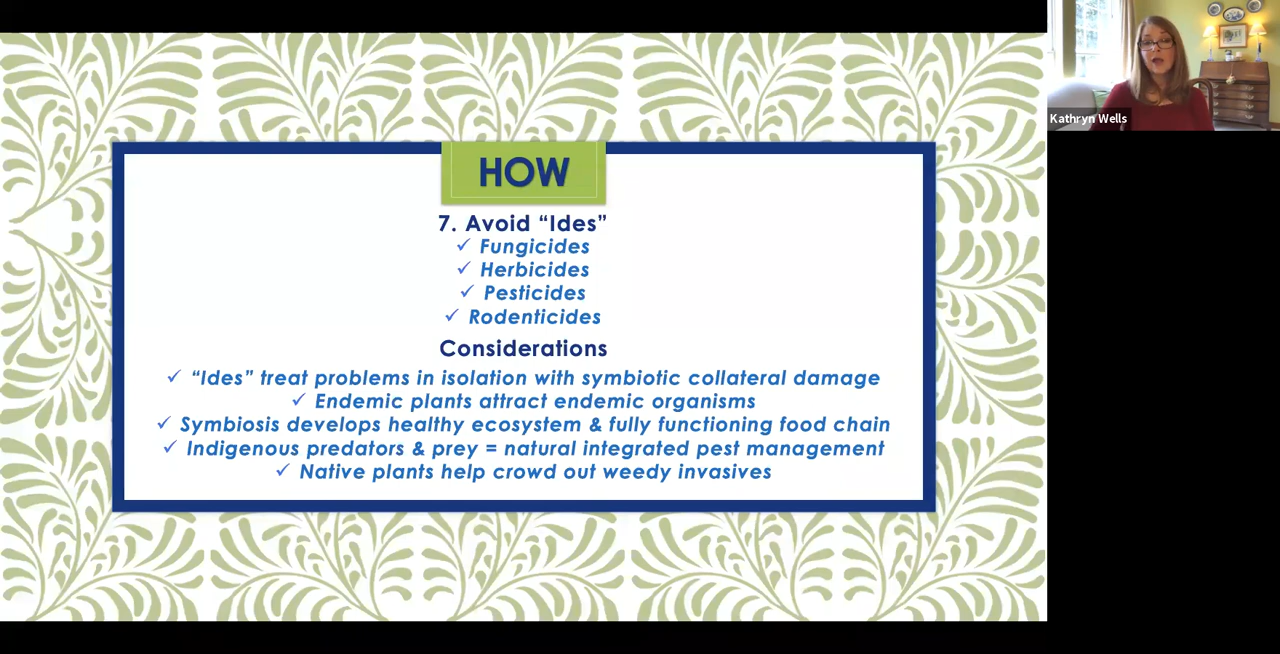 HOW
7. Avoid “Ides”
✓ Fungicides
✓ Herbicides
✓ Pesticides
✓ Rodenticides
Considerations
✓ “Ides” treat problems in isolation with symbiotic collateral damage
✓ Endemic plants attract endemic organisms
✓ Symbiosis develops healthy ecosystem & fully functioning food chain
✓ Indigenous predators & prey = natural integrated pest management
✓ Native plants help crowd out weedy invasives
Kathryn Wells